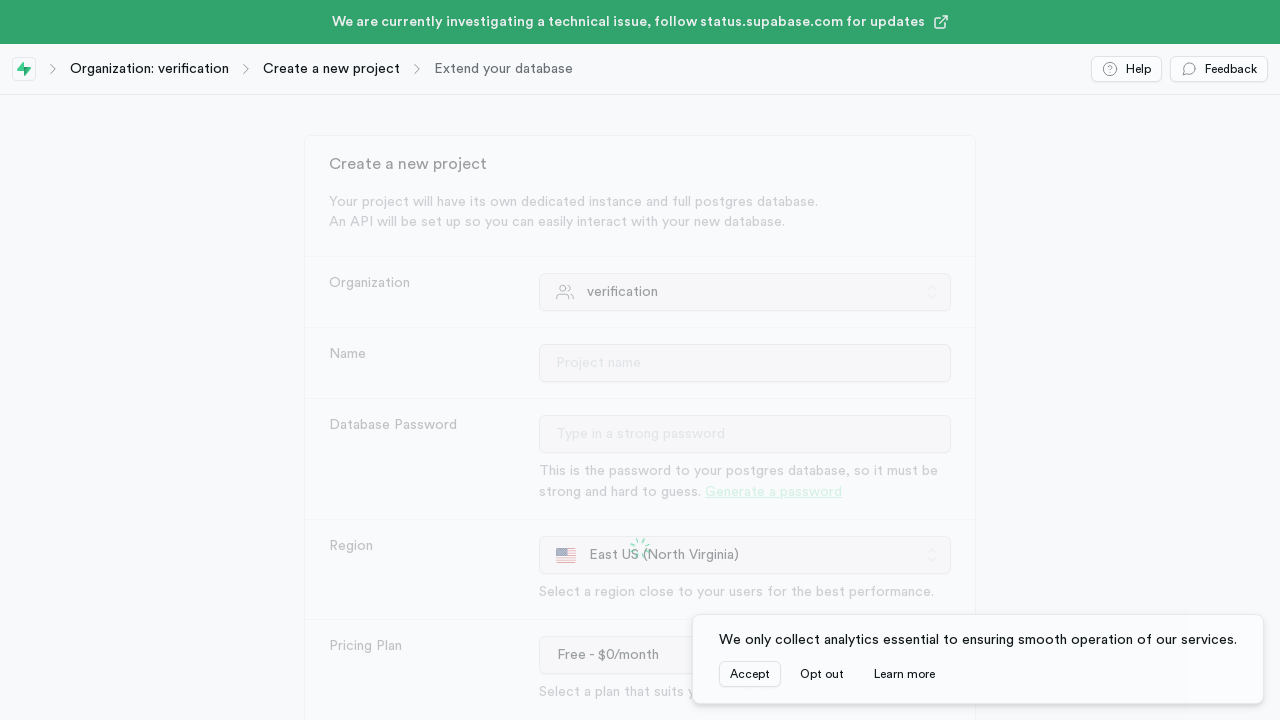 We are currently investigating a technical issue, follow status.supabase.com for updates
Organization: verification
Create a new project
Extend your database
Help
Feedback
Create a new project
Your project will have its own dedicated instance and full postgres database.
An API will be set up so you can easily interact with your new database.
Organization
verification
Name
Project name
Database Password
Type in a strong password
This is the password to your postgres database, so it must be
strong and hard to guess. Generate a password
Region
East US (North Virginia)
Select a region close to your users for the best performance.
Pricing Plan
Free - $0/month
Select a plan that suits
We only collect analytics essential to ensuring smooth operation of our services.
Accept
Opt out
Learn more